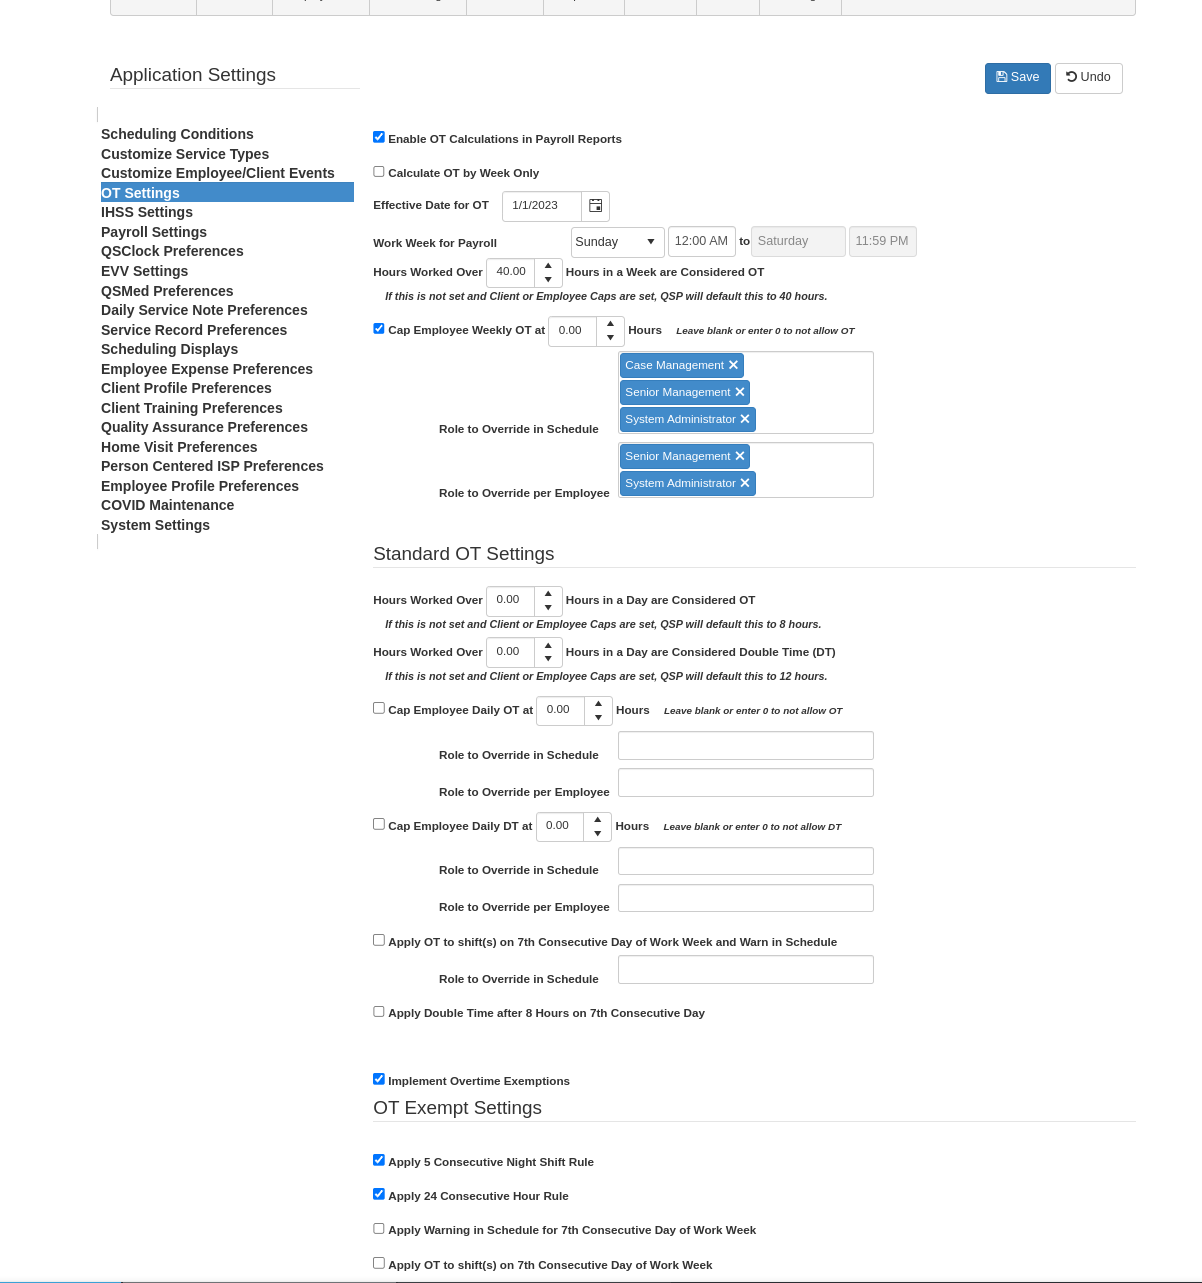 Application Settings
Save
Undo
Scheduling Conditions
Customize Service Types
Customize Employee/Client Events
OT Settings
IHSS Settings
Payroll Settings
QSClock Preferences
EVV Settings
QSMed Preferences
Daily Service Note Preferences
Service Record Preferences
Scheduling Displays
Employee Expense Preferences
Client Profile Preferences
Client Training Preferences
Quality Assurance Preferences
Home Visit Preferences
Person Centered ISP Preferences
Employee Profile Preferences
COVID Maintenance
System Settings
Enable OT Calculations in Payroll Reports
Calculate OT by Week Only
Effective Date for OT 1/1/2023
Work Week for Payroll Sunday 12:00 AM to Saturday 11:59 PM
Hours Worked Over 40.00 Hours in a Week are Considered OT
If this is not set and Client or Employee Caps are set, QSP will default this to 40 hours.
Cap Employee Weekly OT at 0.00 Hours Leave blank or enter 0 to not allow OT
Case Management
Senior Management
System Administrator
Role to Override in Schedule
Senior Management
System Administrator
Role to Override per Employee
Standard OT Settings
Hours Worked Over 0.00 Hours in a Day are Considered OT
If this is not set and Client or Employee Caps are set, QSP will default this to 8 hours.
Hours Worked Over 0.00 Hours in a Day are Considered Double Time (DT)
If this is not set and Client or Employee Caps are set, QSP will default this to 12 hours.
Cap Employee Daily OT at 0.00 Hours Leave blank or enter 0 to not allow OT
Role to Override in Schedule
Role to Override per Employee
Cap Employee Daily DT at 0.00 Hours Leave blank or enter 0 to not allow DT
Role to Override in Schedule
Role to Override per Employee
Apply OT to shift(s) on 7th Consecutive Day of Work Week and Warn in Schedule
Role to Override in Schedule
Apply Double Time after 8 Hours on 7th Consecutive Day
Implement Overtime Exemptions
OT Exempt Settings
Apply 5 Consecutive Night Shift Rule
Apply 24 Consecutive Hour Rule
Apply Warning in Schedule for 7th Consecutive Day of Work Week
Apply OT to shift(s) on 7th Consecutive Day of Work Week